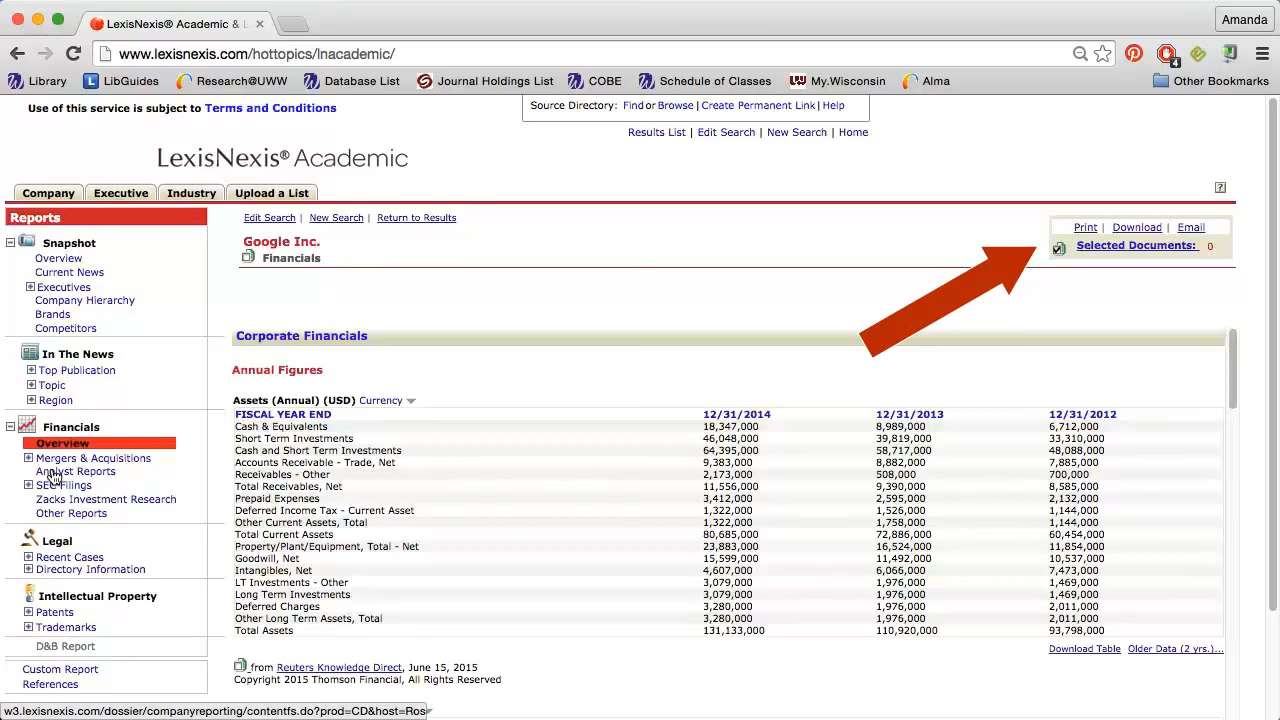 LexisNexis® Academic & L
Amanda
www.lexisnexis.com/hottopics/lnacademic/
4
Library LibGuides Research@UWW Database List Journal Holdings List COBE Schedule of Classes My.Wisconsin Alma Other Bookmarks
Use of this service is subject to Terms and Conditions
Source Directory: Find or Browse | Create Permanent Link | Help
Results List | Edit Search | New Search | Home
LexisNexis® Academic
Company Executive Industry Upload a List
?
Reports
Snapshot
Overview
Current News
Executives
Company Hierarchy
Brands
Competitors
In The News
Top Publication
Topic
Region
Financials
Overview
Mergers & Acquisitions
Analyst Reports
SEC Filings
Zacks Investment Research
Other Reports
Legal
Recent Cases
Directory Information
Intellectual Property
Patents
Trademarks
D&B Report
Custom Report
References
Edit Search | New Search | Return to Results
Google Inc.
Financials
Print | Download | Email
Selected Documents: 0
Corporate Financials
Annual Figures
Assets (Annual) (USD) Currency
FISCAL YEAR END 12/31/2014 12/31/2013 12/31/2012
Cash & Equivalents 18,347,000 8,989,000 6,712,000
Short Term Investments 46,048,000 39,819,000 33,310,000
Cash and Short Term Investments 64,395,000 58,717,000 48,088,000
Accounts Receivable - Trade, Net 9,383,000 8,882,000 7,885,000
Receivables - Other 2,173,000 508,000 700,000
Total Receivables, Net 11,556,000 9,390,000 8,585,000
Prepaid Expenses 3,412,000 2,595,000 2,132,000
Deferred Income Tax - Current Asset 1,322,000 1,526,000 1,144,000
Other Current Assets, Total 1,322,000 1,758,000 1,144,000
Total Current Assets 80,685,000 72,886,000 60,454,000
Property/Plant/Equipment, Total - Net 23,883,000 16,524,000 11,854,000
Goodwill, Net 15,599,000 11,492,000 10,537,000
Intangibles, Net 4,607,000 6,066,000 7,473,000
LT Investments - Other 3,079,000 1,976,000 1,469,000
Long Term Investments 3,079,000 1,976,000 1,469,000
Deferred Charges 3,280,000 1,976,000 2,011,000
Other Long Term Assets, Total 3,280,000 1,976,000 2,011,000
Total Assets 131,133,000 110,920,000 93,798,000
Download Table Older Data (2 yrs.)...
from Reuters Knowledge Direct, June 15, 2015
Copyright 2015 Thomson Financial, All Rights Reserved
w3.lexisnexis.com/dossier/companyreporting/contentfs.do?prod=CD&host=Ros